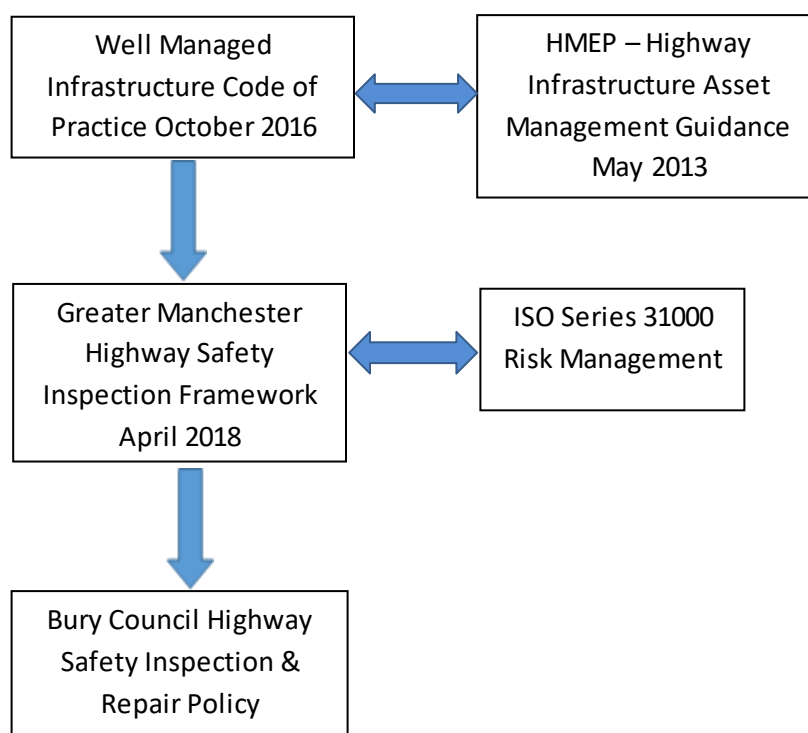 Well Managed
Infrastructure Code of
Practice October 2016
HMEP – Highway
Infrastructure Asset
Management Guidance
May 2013
Greater Manchester
Highway Safety
Inspection Framework
April 2018
ISO Series 31000
Risk Management
Bury Council Highway
Safety Inspection &
Repair Policy